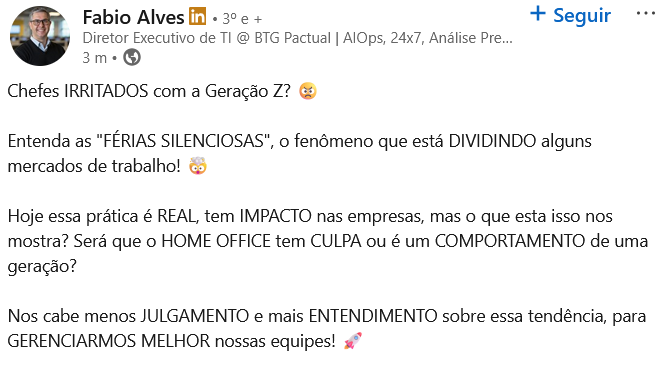 Fabio Alves in • 3º e +
+ Seguir ...
Diretor Executivo de TI @ BTG Pactual | AIOps, 24x7, Análise Pre...
3 m •
Chefes IRRITADOS com a Geração Z? 😠
Entenda as "FÉRIAS SILENCIOSAS", o fenômeno que está DIVIDINDO alguns
mercados de trabalho! 🤯
Hoje essa prática é REAL, tem IMPACTO nas empresas, mas o que esta isso nos
mostra? Será que o HOME OFFICE tem CULPA ou é um COMPORTAMENTO de uma
geração?
Nos cabe menos JULGAMENTO e mais ENTENDIMENTO sobre essa tendência, para
GERENCIARMOS MELHOR nossas equipes! 🚀